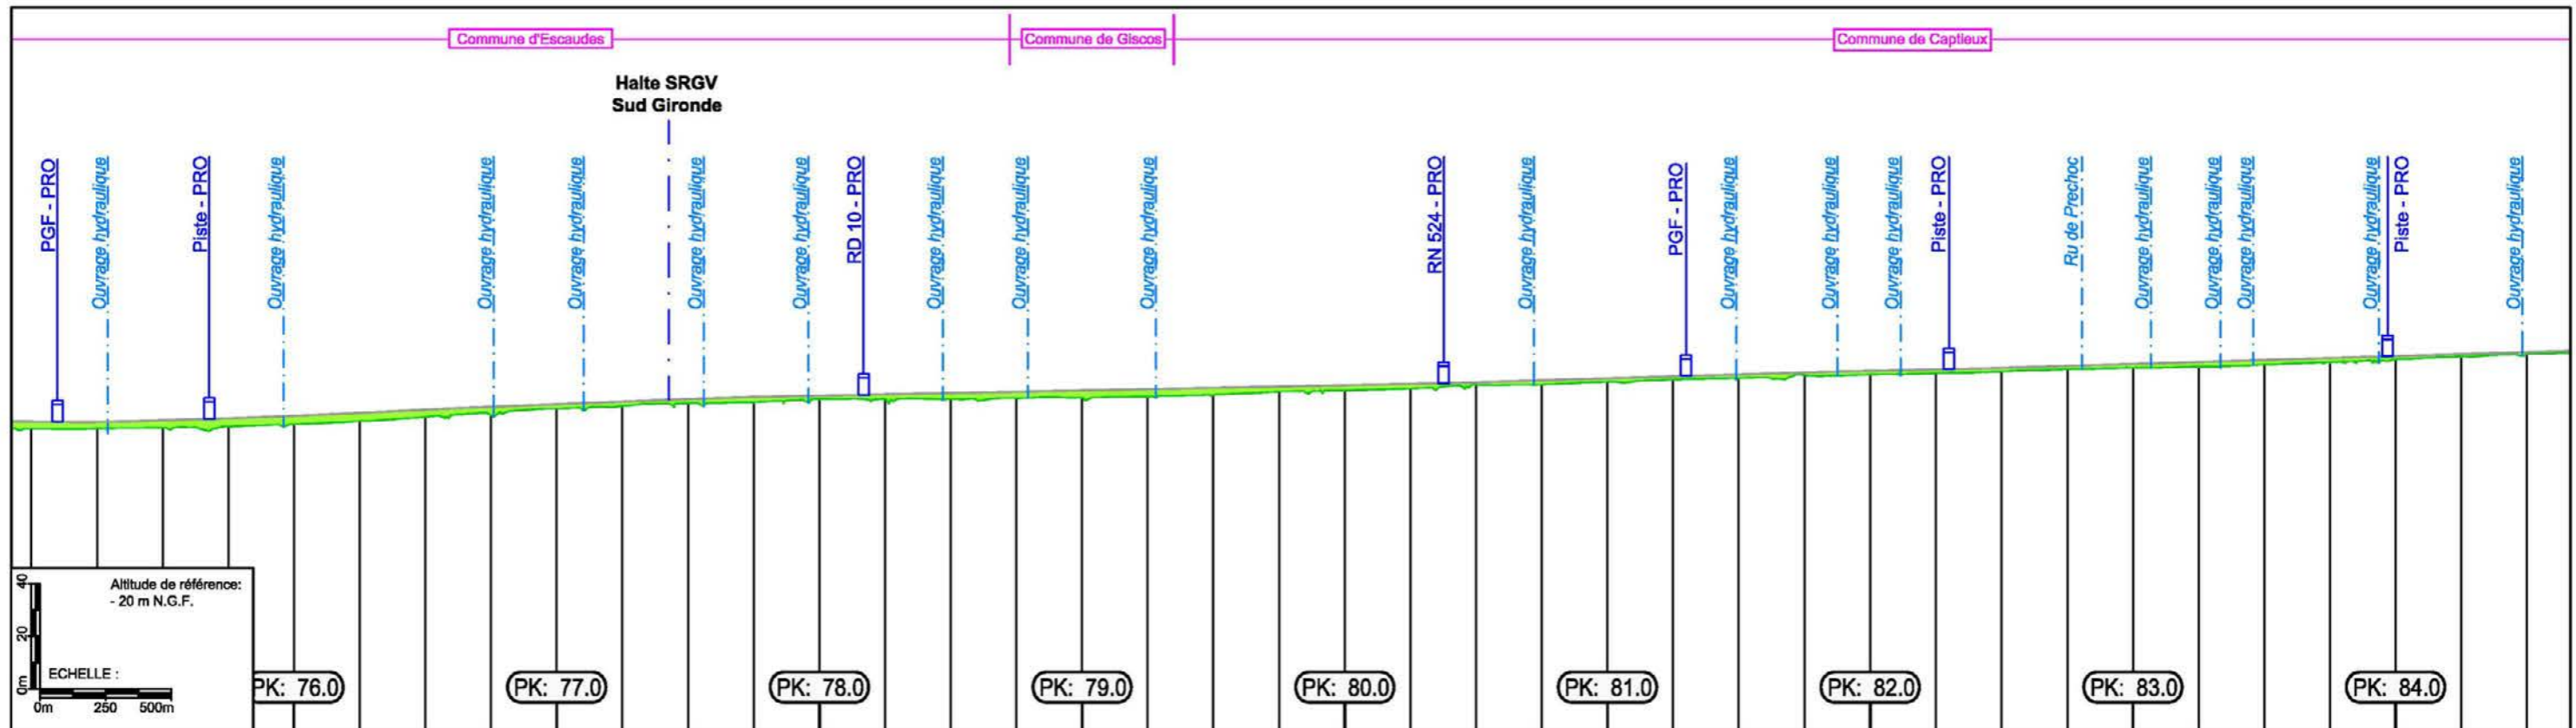 Commune d'Escaudes
Commune de Giscos
Commune de Captieux
Halte SRGV
Sud Gironde
PGF - PRO
Ouvrage hydraulique
Piste - PRO
Ouvrage hydraulique
Ouvrage hydraulique
Ouvrage hydraulique
Ouvrage hydraulique
Ouvrage hydraulique
RD 10 - PRO
Ouvrage hydraulique
Ouvrage hydraulique
Ouvrage hydraulique
RN 524 - PRO
Ouvrage hydraulique
PGF - PRO
Ouvrage hydraulique
Ouvrage hydraulique
Ouvrage hydraulique
Piste - PRO
Ru de Prechoc
Ouvrage hydraulique
Ouvrage hydraulique
Ouvrage hydraulique
Ouvrage hydraulique
Piste - PRO
Ouvrage hydraulique
Altitude de référence:
- 20 m N.G.F.
40
20
0m
ECHELLE :
0m 250 500m
PK: 76.0
PK: 77.0
PK: 78.0
PK: 79.0
PK: 80.0
PK: 81.0
PK: 82.0
PK: 83.0
PK: 84.0